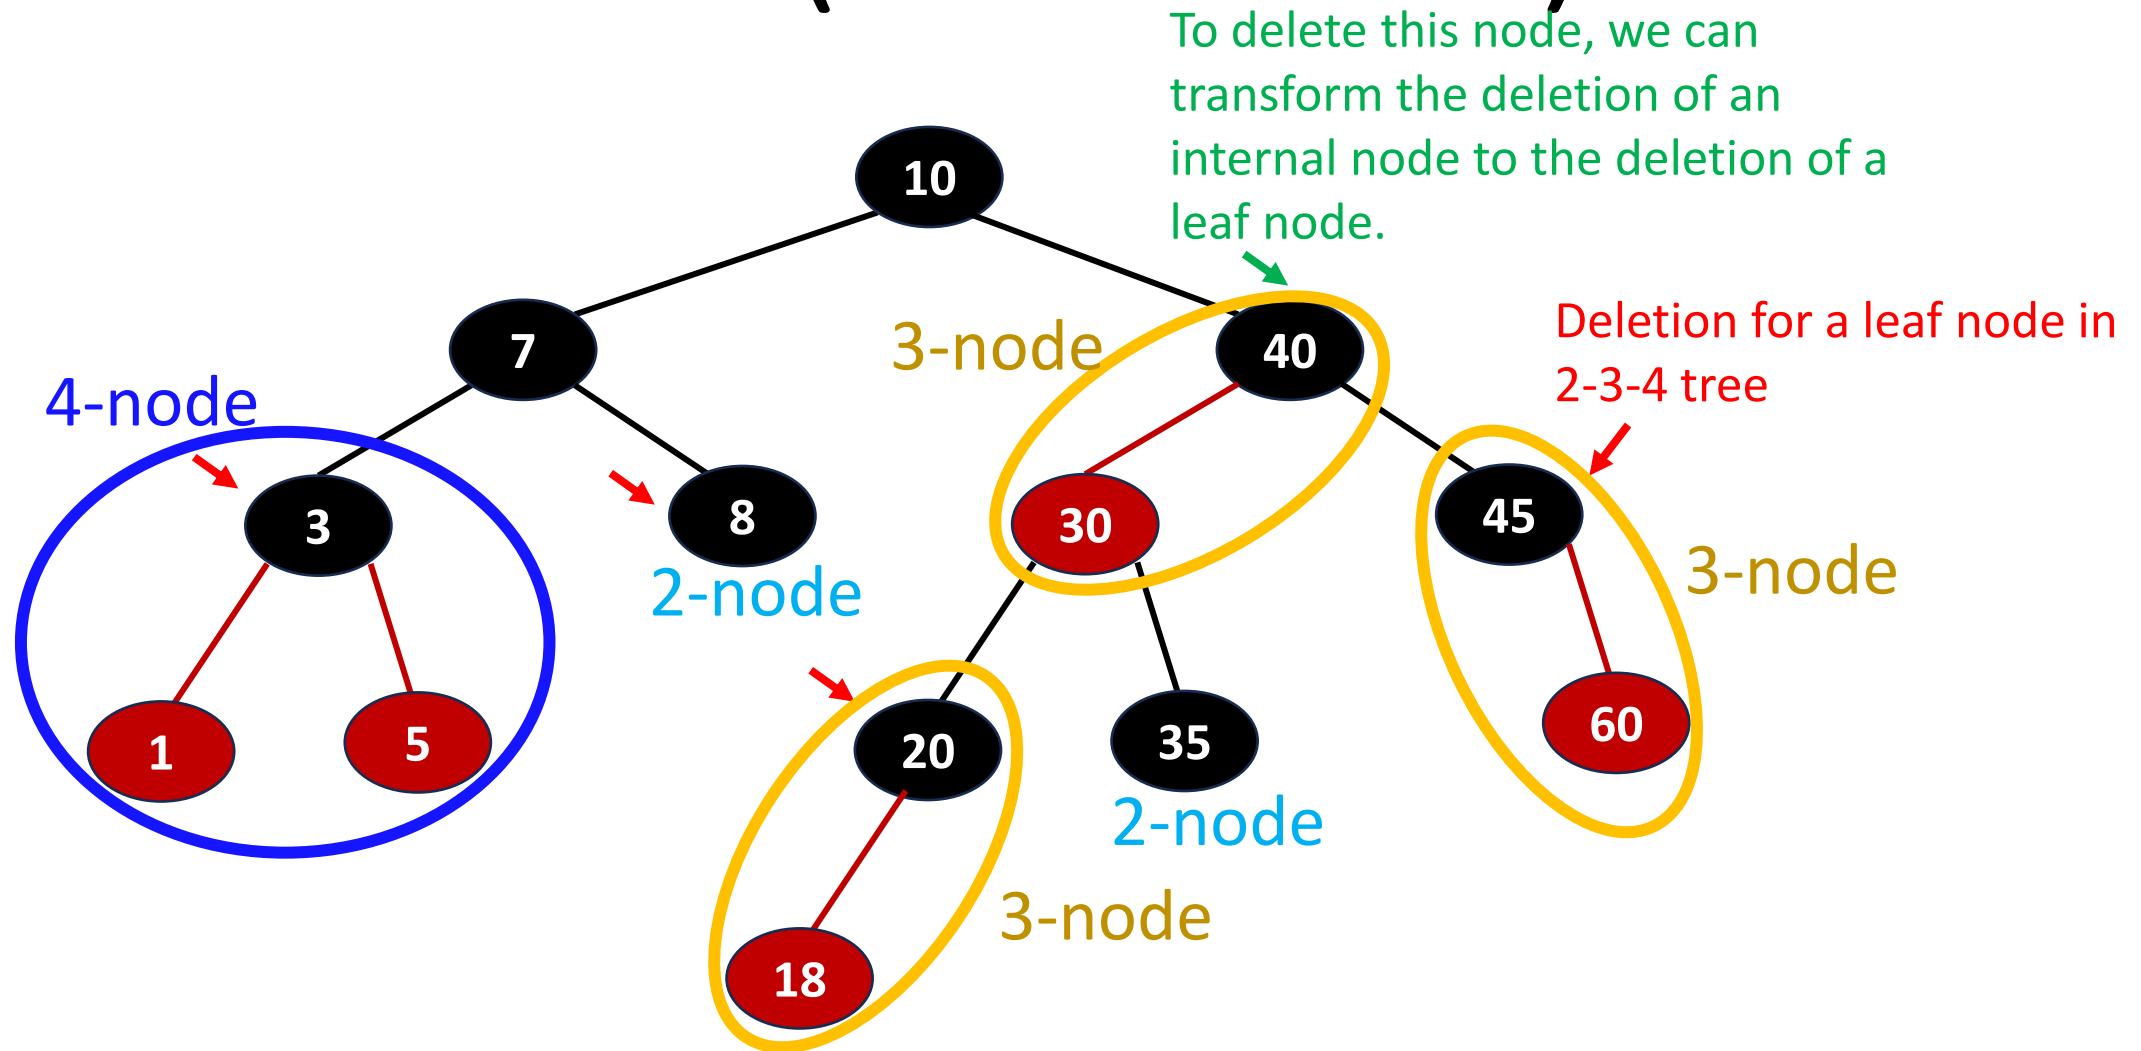 To delete this node, we can
transform the deletion of an
internal node to the deletion of a
leaf node.
10
7
3-node
40
Deletion for a leaf node in
2-3-4 tree
4-node
3
8
30
45
2-node
3-node
1
5
20
35
60
2-node
3-node
18